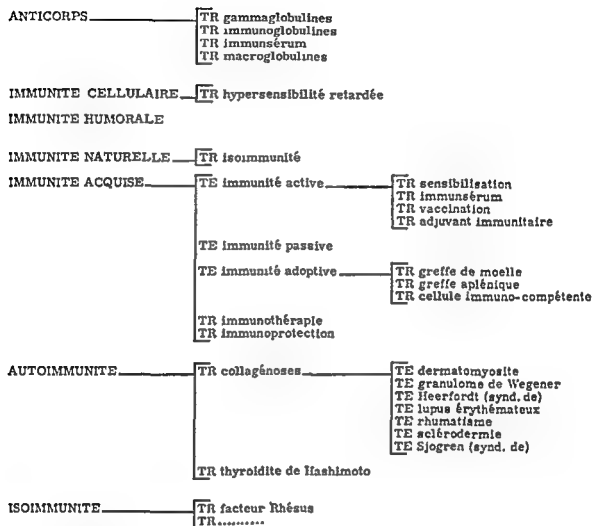 ANTICORPS TR gammaglobulines
TR immunoglobulines
TR immunsérum
TR macroglobulines
IMMUNITE CELLULAIRE TR hypersensibilité retardée
IMMUNITE HUMORALE
IMMUNITE NATURELLE TR isoimmunité
IMMUNITE ACQUISE TE immunité active TR sensibilisation
TR immunsérum
TR vaccination
TR adjuvant immunitaire
TE immunité passive
TE immunité adoptive TR greffe de moelle
TR greffe splénique
TR cellule immuno-compétente
TR immunothérapie
TR immunoprotection
AUTOIMMUNITE TR collagénoses TE dermatomyosite
TE granulome de Wegener
TE Heerfordt (synd. de)
TE lupus érythémateux
TE rhumatisme
TE sclérodermie
TE Sjogren (synd. de)
TR thyroidite de Hashimoto
ISOIMMUNITE TR facteur Rhésus
TR..........